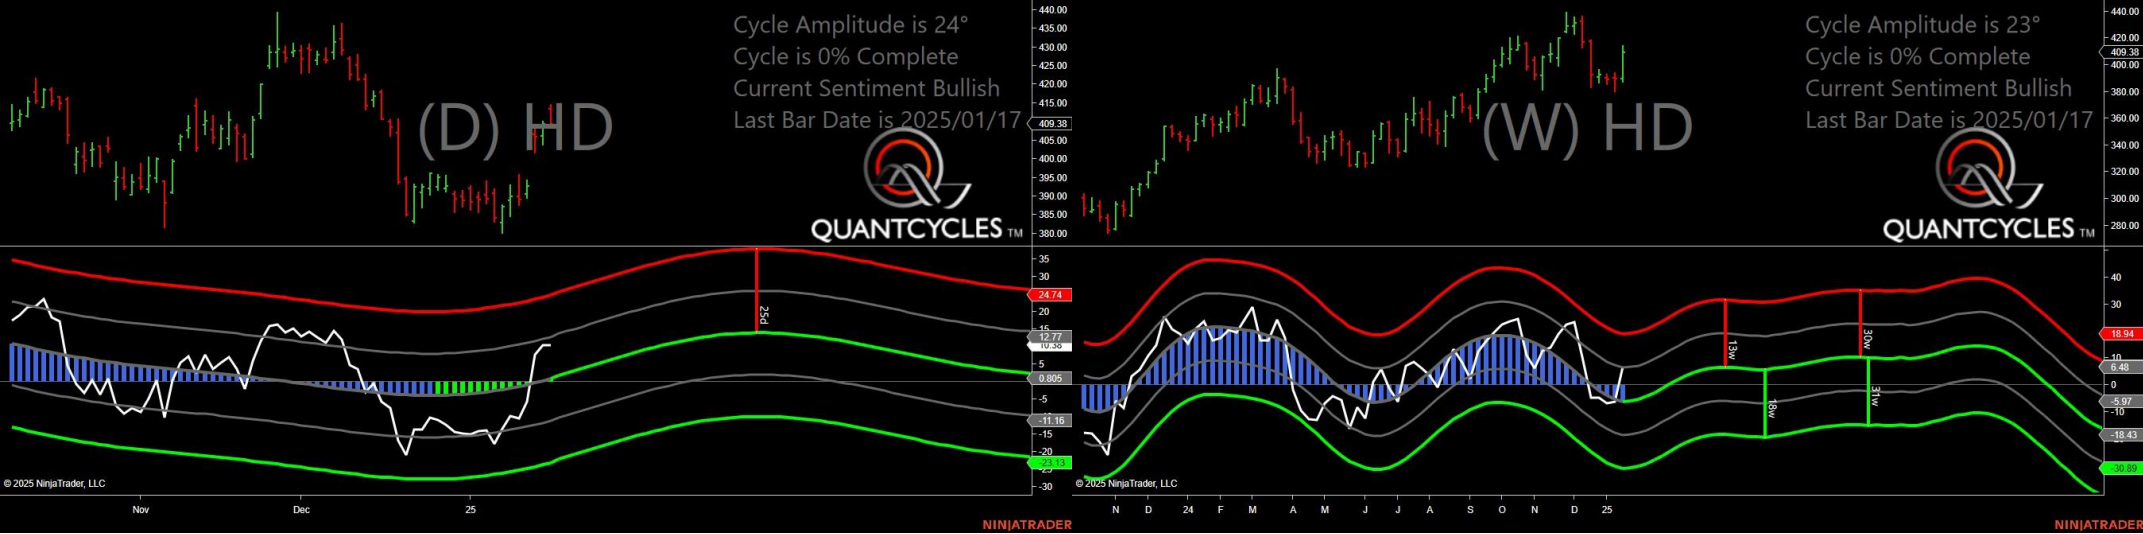 Cycle Amplitude is 24°
Cycle is 0% Complete
Current Sentiment Bullish
Last Bar Date is 2025/01/17
(D) HD
QUANTCYCLES TM
440.00
435.00
430.00
425.00
420.00
415.00
409.38
405.00
400.00
395.00
390.00
385.00
380.00
35
30
24.74
20
15
12.77
10.38
5
0.805
-5
-11.16
-15
-20
-23.13
-30
25d
© 2025 NinjaTrader, LLC
Nov
Dec
25
NINJATRADER
Cycle Amplitude is 23°
Cycle is 0% Complete
Current Sentiment Bullish
Last Bar Date is 2025/01/17
(W) HD
QUANTCYCLES TM
440.00
420.00
409.38
400.00
380.00
360.00
340.00
320.00
300.00
280.00
40
30
18.94
10
6.48
0
-5.97
-10
-18.43
-30.89
13w
18w
30w
31w
© 2025 NinjaTrader, LLC
N
D
24
F
M
A
M
J
J
A
S
O
N
D
25
NINJATRADER